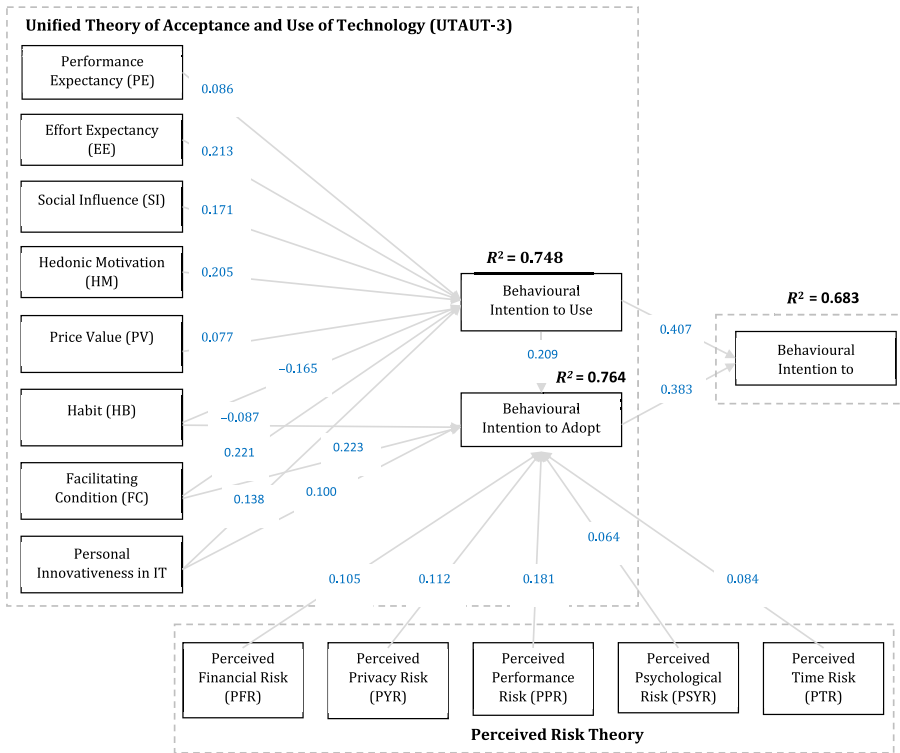 Unified Theory of Acceptance and Use of Technology (UTAUT-3)
Performance
Expectancy (PE)
0.086
Effort Expectancy
(EE)
0.213
Social Influence (SI)
0.171
Hedonic Motivation
(HM)
0.205
Price Value (PV)
0.077
Habit (HB)
−0.165
−0.087
Facilitating
Condition (FC)
0.221
0.223
Personal
Innovativeness in IT
0.138
0.100
R² = 0.748
Behavioural
Intention to Use
0.209
R² = 0.764
Behavioural
Intention to Adopt
0.407
0.383
R² = 0.683
Behavioural
Intention to
0.105
0.112
0.181
0.064
0.084
Perceived
Financial Risk
(PFR)
Perceived
Privacy Risk
(PYR)
Perceived
Performance
Risk (PPR)
Perceived
Psychological
Risk (PSYR)
Perceived
Time Risk
(PTR)
Perceived Risk Theory